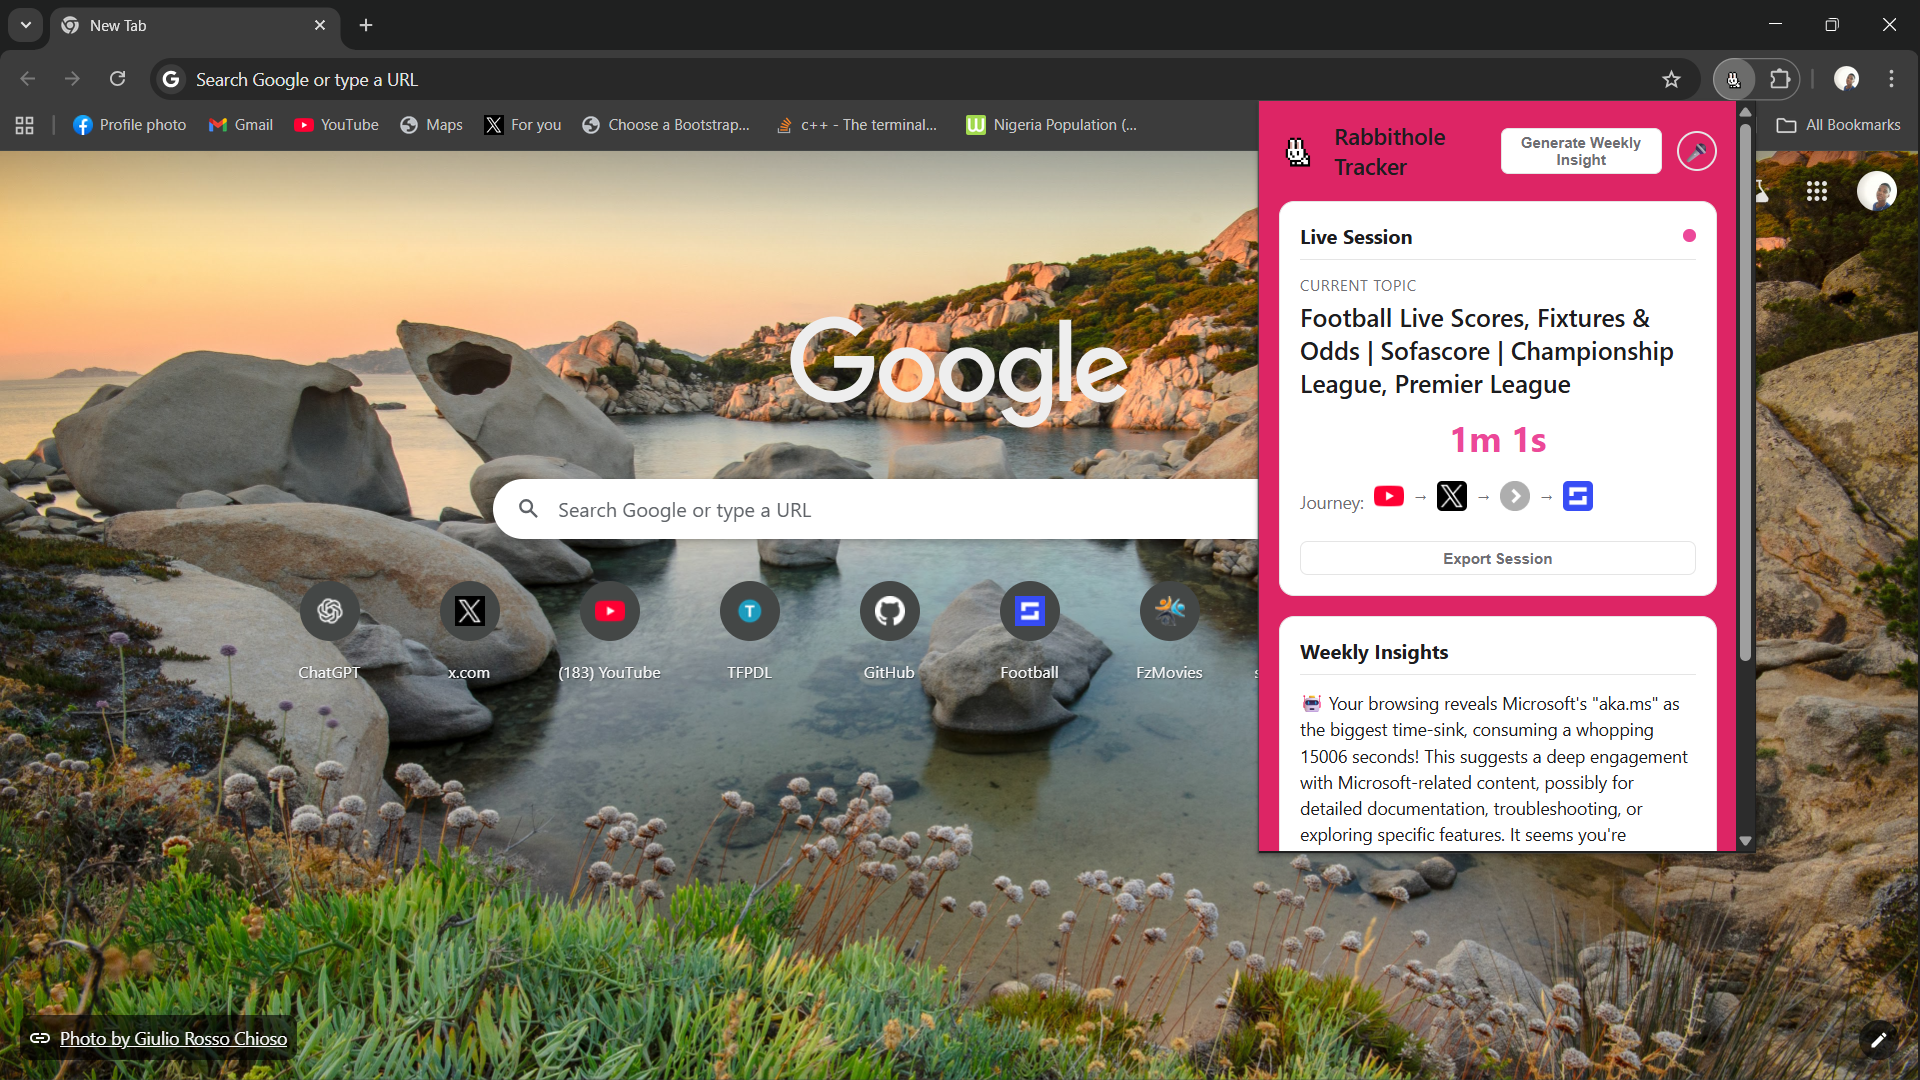 New Tab
Search Google or type a URL
Profile photo
Gmail
YouTube
Maps
For you
Choose a Bootstrap...
c++ - The terminal...
Nigeria Population (...
All Bookmarks
Rabbithole
Tracker
Generate Weekly
Insight
Live Session
CURRENT TOPIC
Football Live Scores, Fixtures &
Odds | Sofascore | Championship
League, Premier League
1m 1s
Journey: → → →
Export Session
Weekly Insights
Your browsing reveals Microsoft's "aka.ms" as
the biggest time-sink, consuming a whopping
15006 seconds! This suggests a deep engagement
with Microsoft-related content, possibly for
detailed documentation, troubleshooting, or
exploring specific features. It seems you're
Google
Search Google or type a URL
T
ChatGPT
x.com
(183) YouTube
TFPDL
GitHub
Football
FzMovies
Photo by Giulio Rosso Chioso